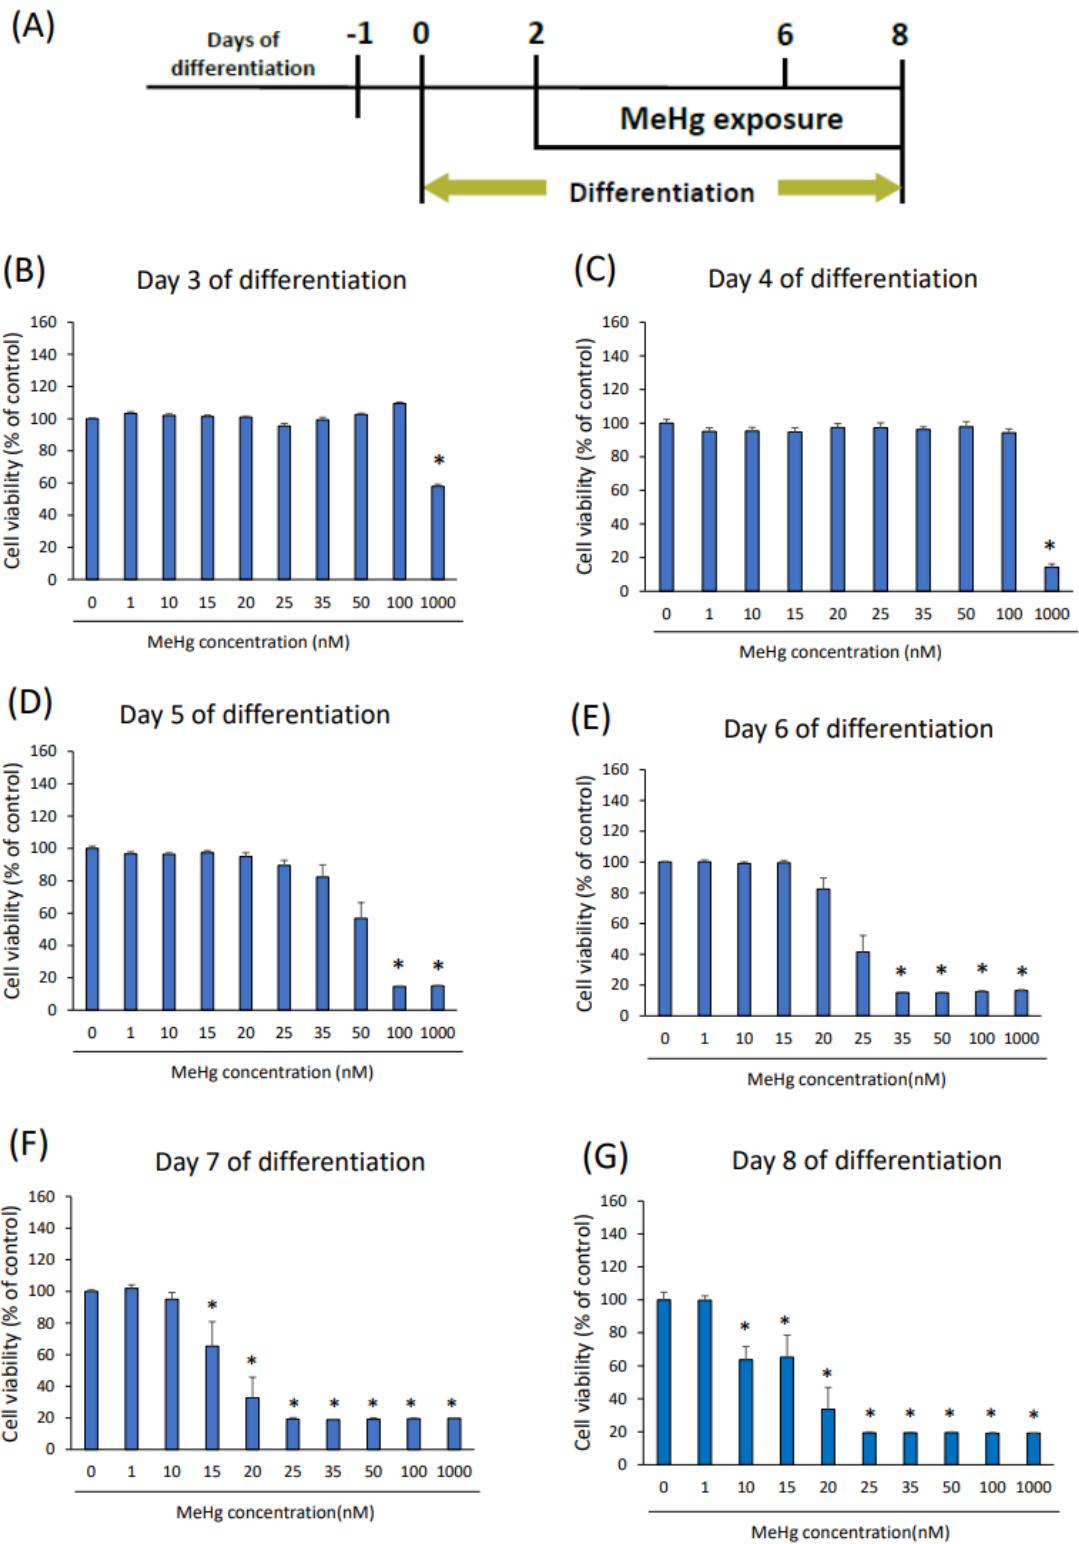 (A)
Days of
differentiation
-1 0 2 6 8
MeHg exposure
Differentiation
(B)
Day 3 of differentiation
Cell viability (% of control)
160
140
120
100
80
60
40
20
0
*
0 1 10 15 20 25 35 50 100 1000
MeHg concentration (nM)
(C)
Day 4 of differentiation
Cell viability (% of control)
160
140
120
100
80
60
40
20
0
*
0 1 10 15 20 25 35 50 100 1000
MeHg concentration (nM)
(D)
Day 5 of differentiation
Cell viability (% of control)
160
140
120
100
80
60
40
20
0
* *
0 1 10 15 20 25 35 50 100 1000
MeHg concentration (nM)
(E)
Day 6 of differentiation
Cell viability (% of control)
160
140
120
100
80
60
40
20
0
* * * *
0 1 10 15 20 25 35 50 100 1000
MeHg concentration(nM)
(F)
Day 7 of differentiation
Cell viability (% of control)
160
140
120
100
80
60
40
20
0
* * * * * * *
0 1 10 15 20 25 35 50 100 1000
MeHg concentration(nM)
(G)
Day 8 of differentiation
Cell viability (% of control)
160
140
120
100
80
60
40
20
0
* * * * * * * *
0 1 10 15 20 25 35 50 100 1000
MeHg concentration(nM)